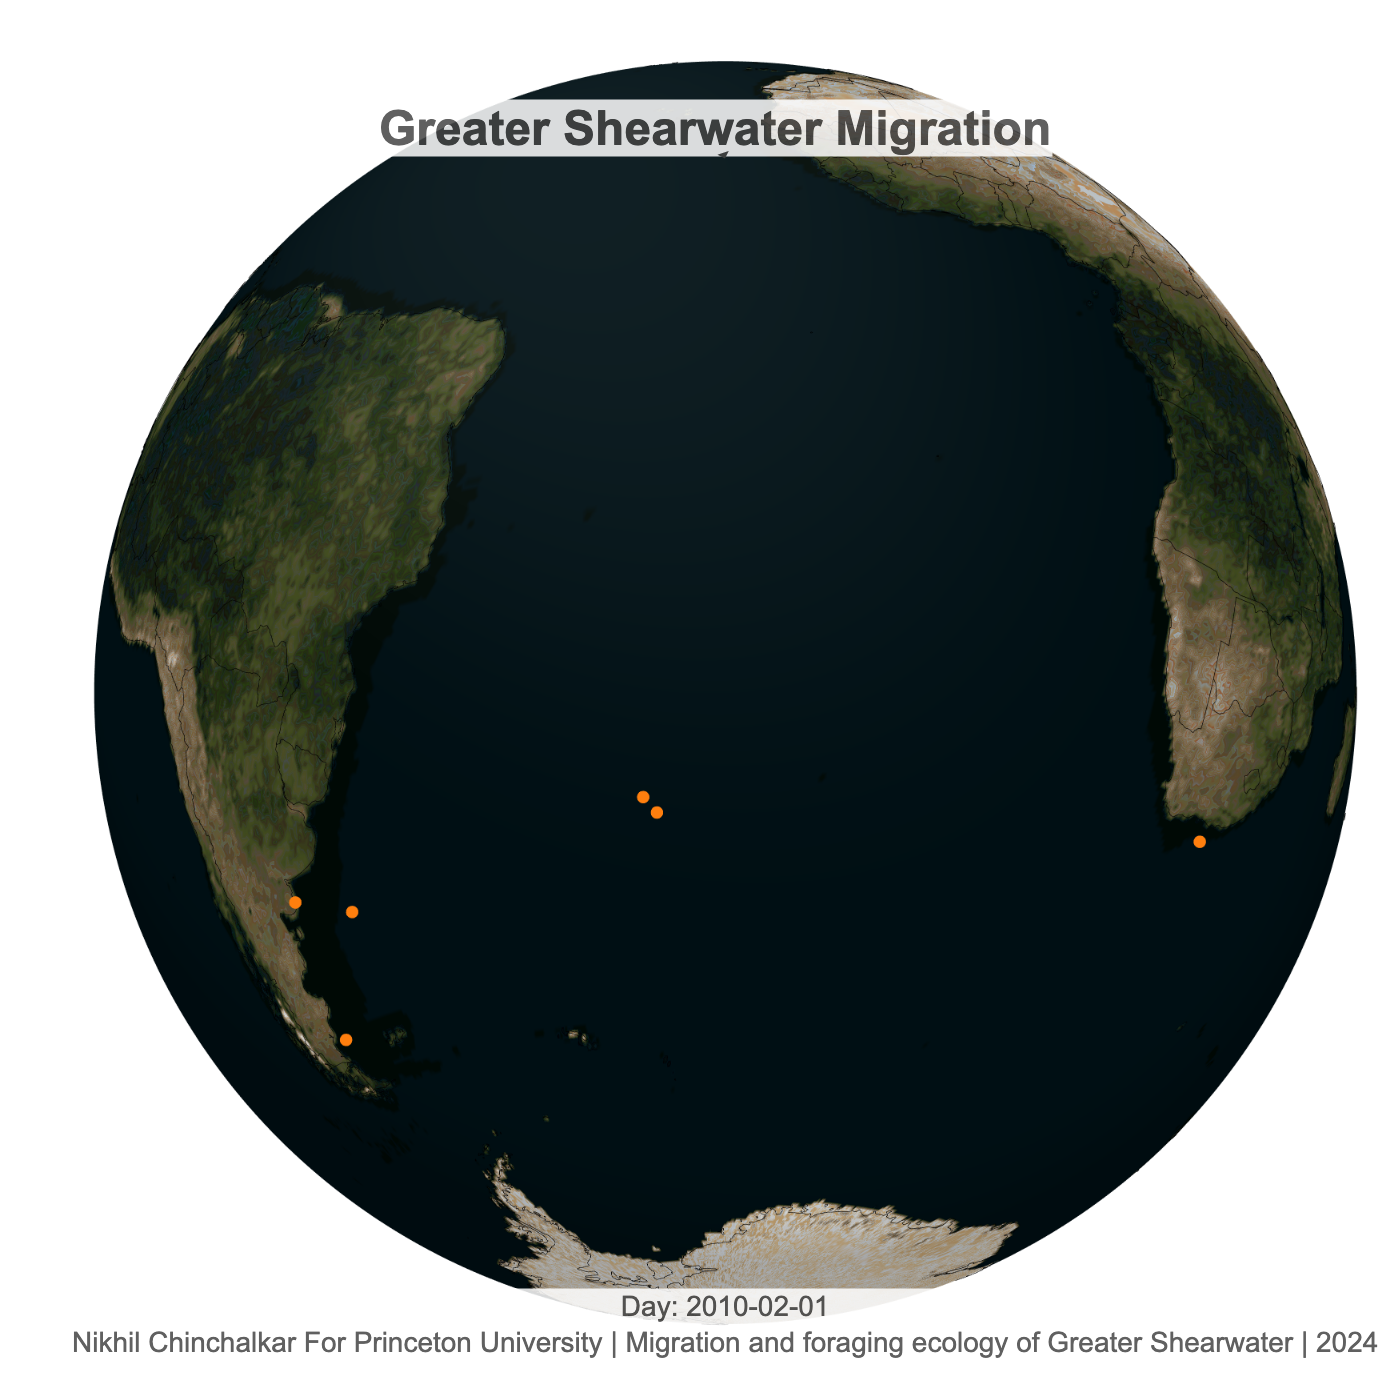 Greater Shearwater Migration
Day: 2010-02-01
Nikhil Chinchalkar For Princeton University | Migration and foraging ecology of Greater Shearwater | 2024